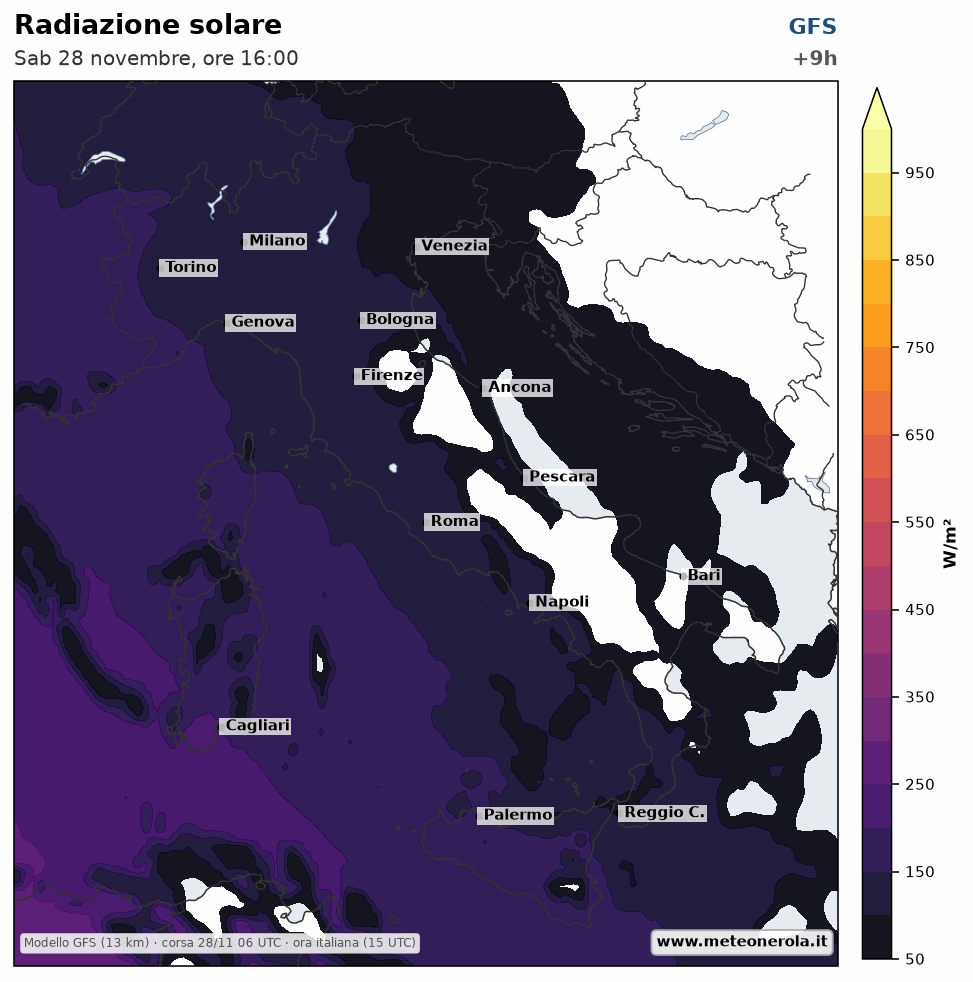 Radiazione solare
GFS
Sab 28 novembre, ore 16:00
+9h
Milano
Venezia
Torino
Genova
Bologna
Firenze
Ancona
Pescara
Roma
Bari
Napoli
Cagliari
Palermo
Reggio C.
950
850
750
650
550
450
350
250
150
50
W/m²
Modello GFS (13 km) · corsa 28/11 06 UTC · ora italiana (15 UTC)
www.meteonerola.it